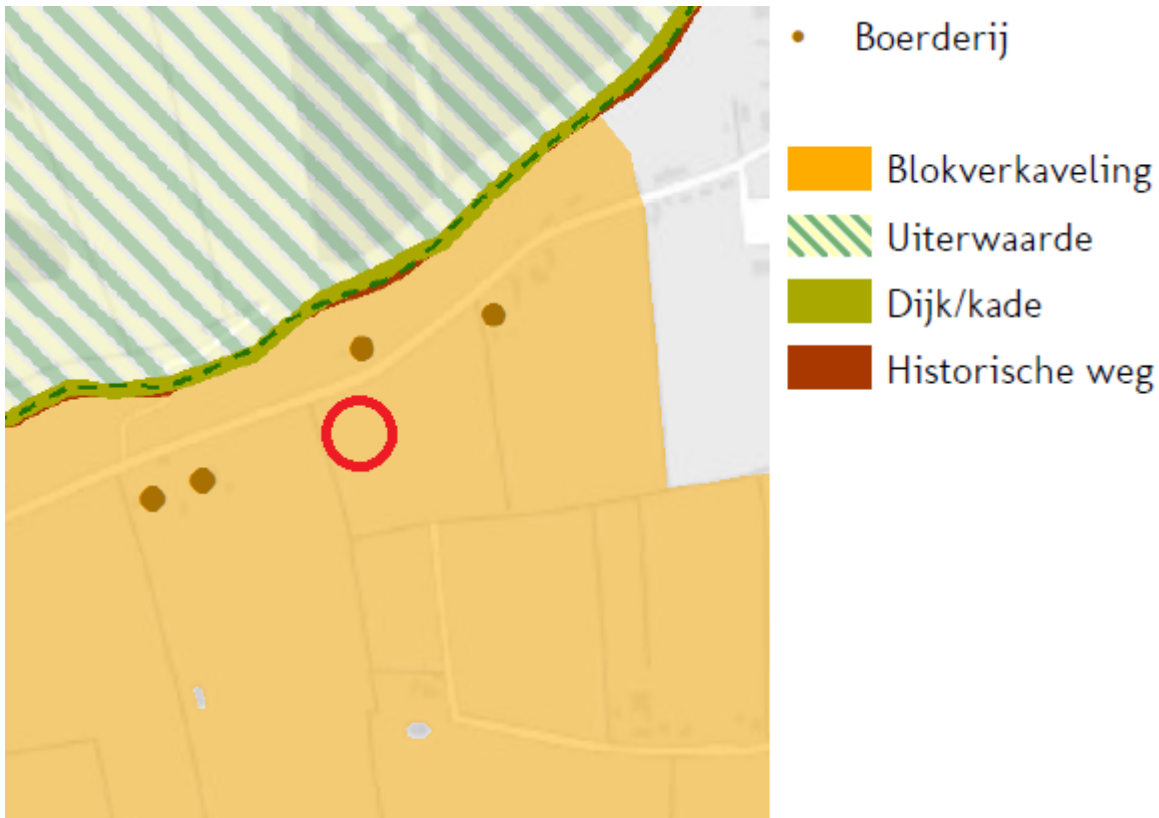 Boerderij
Blokverkaveling
Uiterwaarde
Dijk/kade
Historische weg